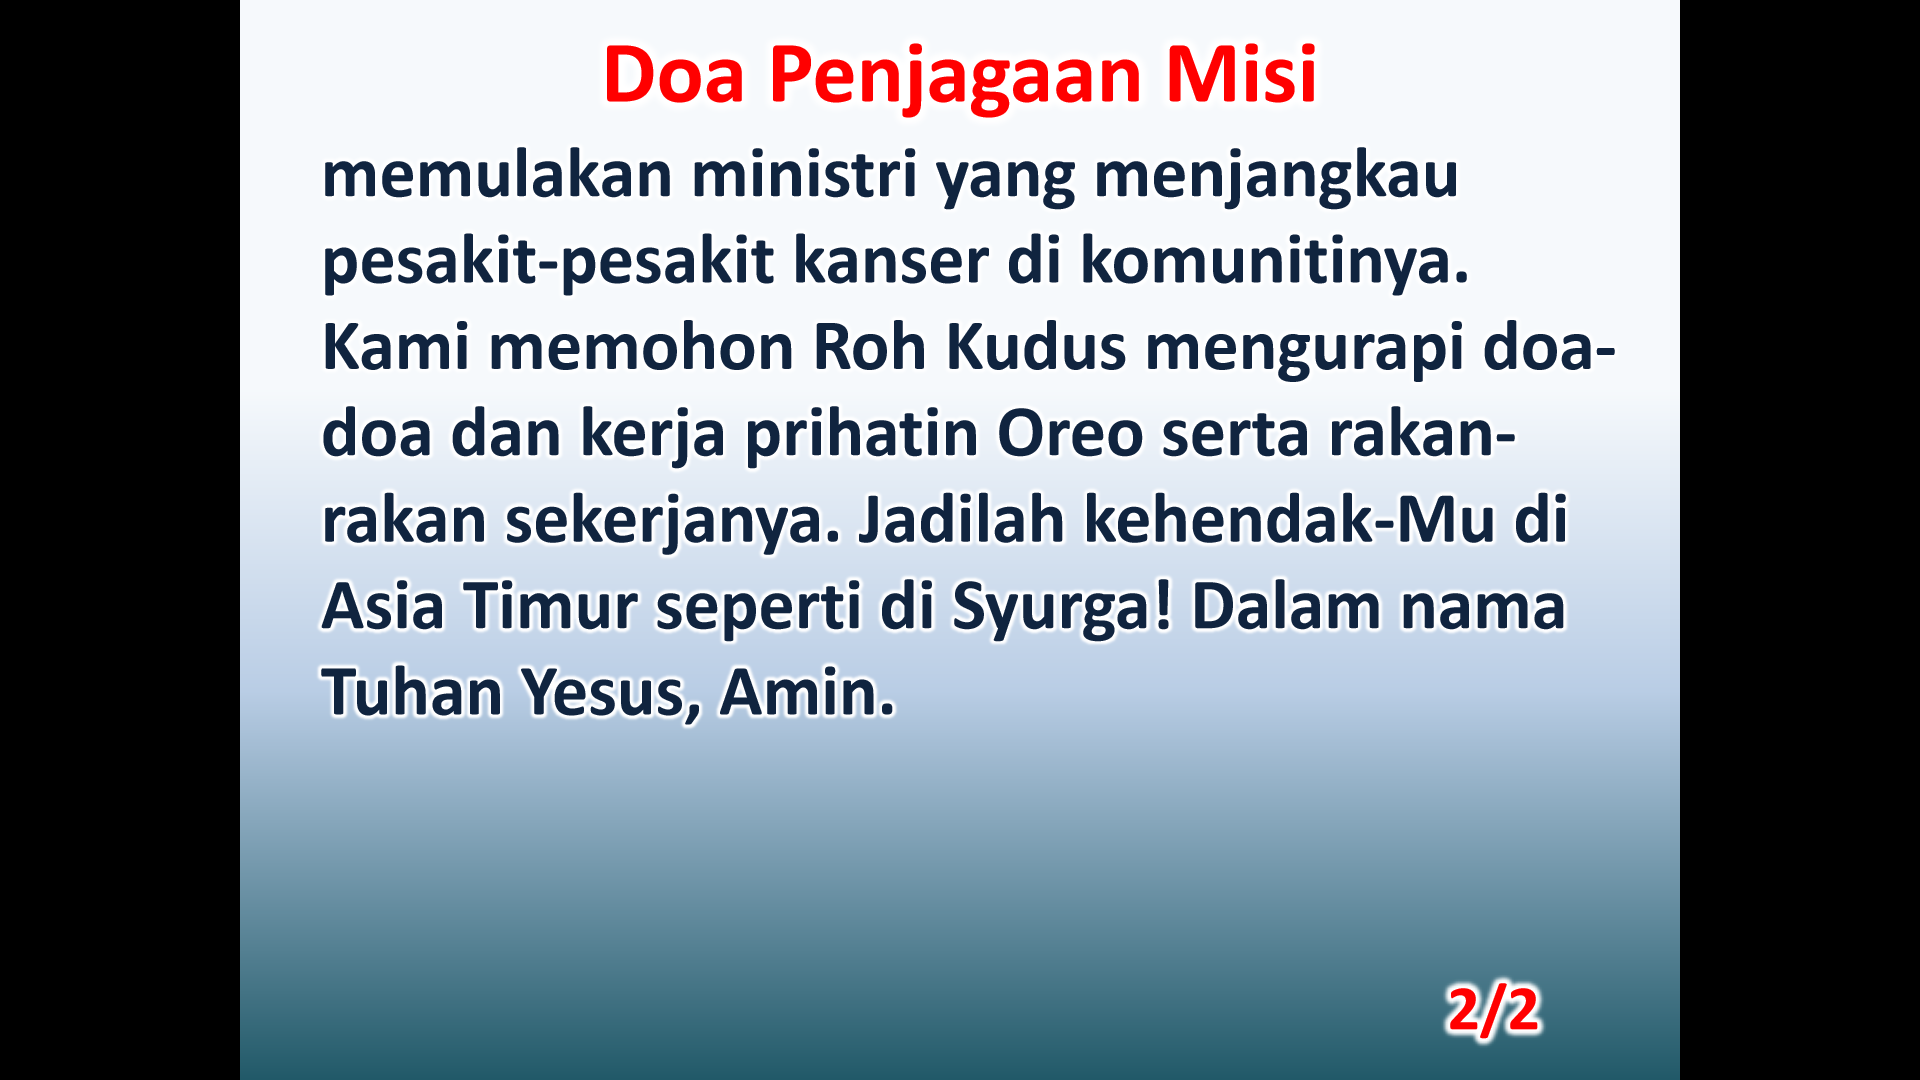 Doa Penjagaan Misi
memulakan ministri yang menjangkau
pesakit-pesakit kanser di komunitinya.
Kami memohon Roh Kudus mengurapi doa-
doa dan kerja prihatin Oreo serta rakan-
rakan sekerjanya. Jadilah kehendak-Mu di
Asia Timur seperti di Syurga! Dalam nama
Tuhan Yesus, Amin.
2/2